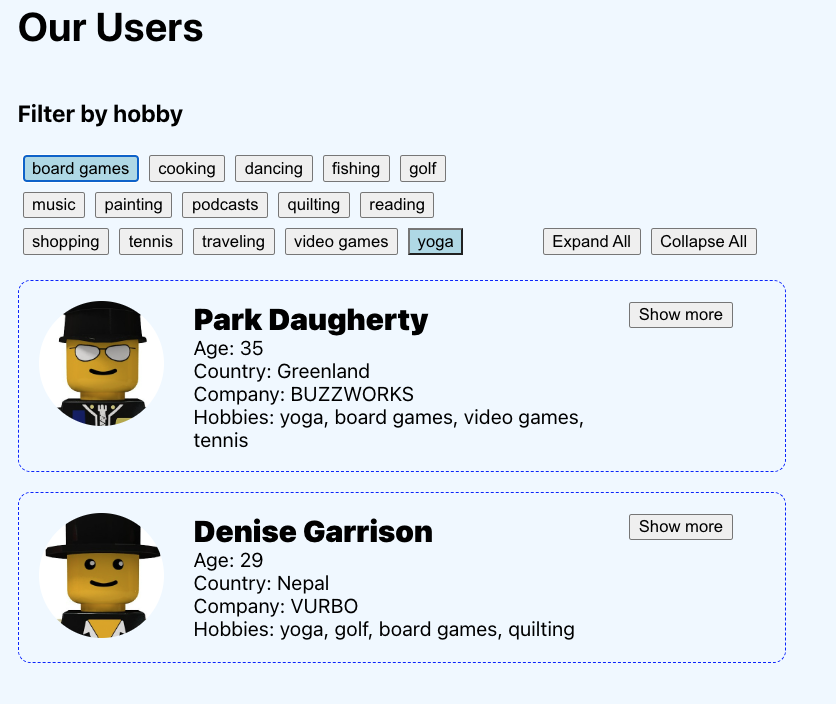 Our Users
Filter by hobby
board games cooking dancing fishing golf
music painting podcasts quilting reading
shopping tennis traveling video games yoga Expand All Collapse All
Park Daugherty Show more
Age: 35
Country: Greenland
Company: BUZZWORKS
Hobbies: yoga, board games, video games,
tennis
Denise Garrison Show more
Age: 29
Country: Nepal
Company: VURBO
Hobbies: yoga, golf, board games, quilting